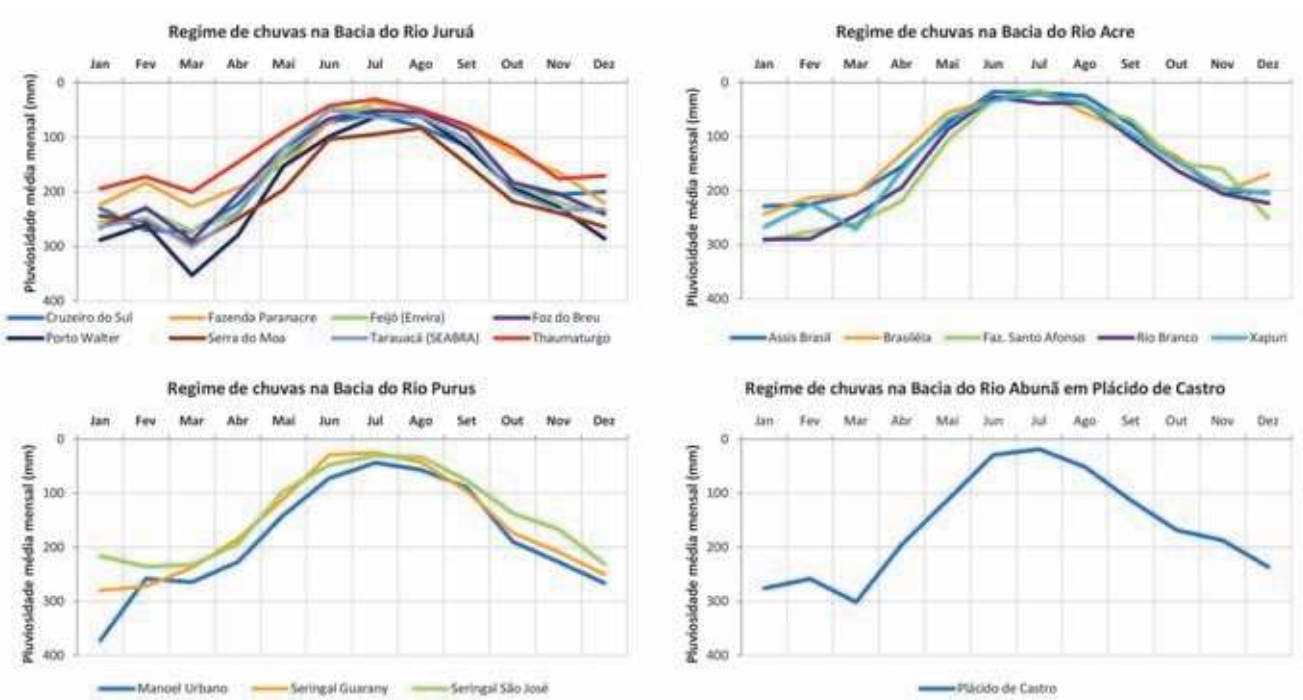 Regime de chuvas na Bacia do Rio Juruá
Jan Fev Mar Abr Mai Jun Jul Ago Set Out Nov Dez
Pluviosidade média mensal (mm)
0
100
200
300
400
Cruzeiro do Sul Fazenda Paranacre Feijó (Envira) Foz do Breu
Porto Walter Serra do Moa Tarauacá (SEABRA) Thaumaturgo
Regime de chuvas na Bacia do Rio Acre
Jan Fev Mar Abr Mai Jun Jul Ago Set Out Nov Dez
Pluviosidade média mensal (mm)
0
100
200
300
400
Assis Brasil Brasiléia Faz. Santo Afonso Rio Branco Xapuri
Regime de chuvas na Bacia do Rio Purus
Jan Fev Mar Abr Mai Jun Jul Ago Set Out Nov Dez
Pluviosidade média mensal (mm)
0
100
200
300
400
Manoel Urbano Seringal Guarany Seringal São José
Regime de chuvas na Bacia do Rio Abunã em Plácido de Castro
Jan Fev Mar Abr Mai Jun Jul Ago Set Out Nov Dez
Pluviosidade média mensal (mm)
0
100
200
300
400
Plácido de Castro